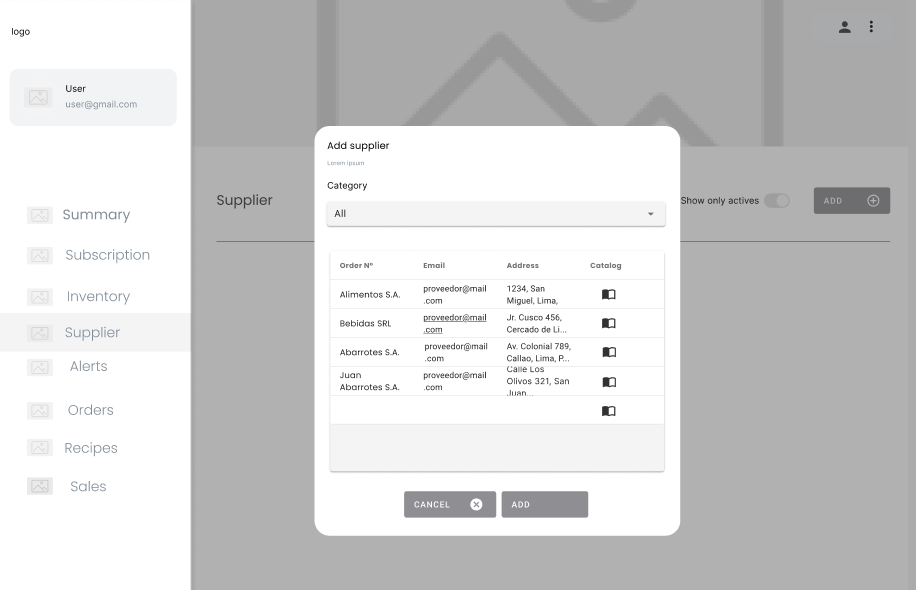 logo
User
user@gmail.com
Summary
Subscription
Inventory
Supplier
Alerts
Orders
Recipes
Sales
Supplier
Show only actives
ADD
Add supplier
Lorem ipsum
Category
All
Order Nº Email Address Catalog
Alimentos S.A. proveedor@mail 1234, San
.com Miguel, Lima,
Bebidas SRL proveedor@mail Jr. Cusco 456,
.com Cercado de Li...
Abarrotes S.A. proveedor@mail Av. Colonial 789,
.com Callao, Lima, P...
Calle Los
Juan proveedor@mail Olivos 321, San
Abarrotes S.A. .com Juan...
CANCEL ADD